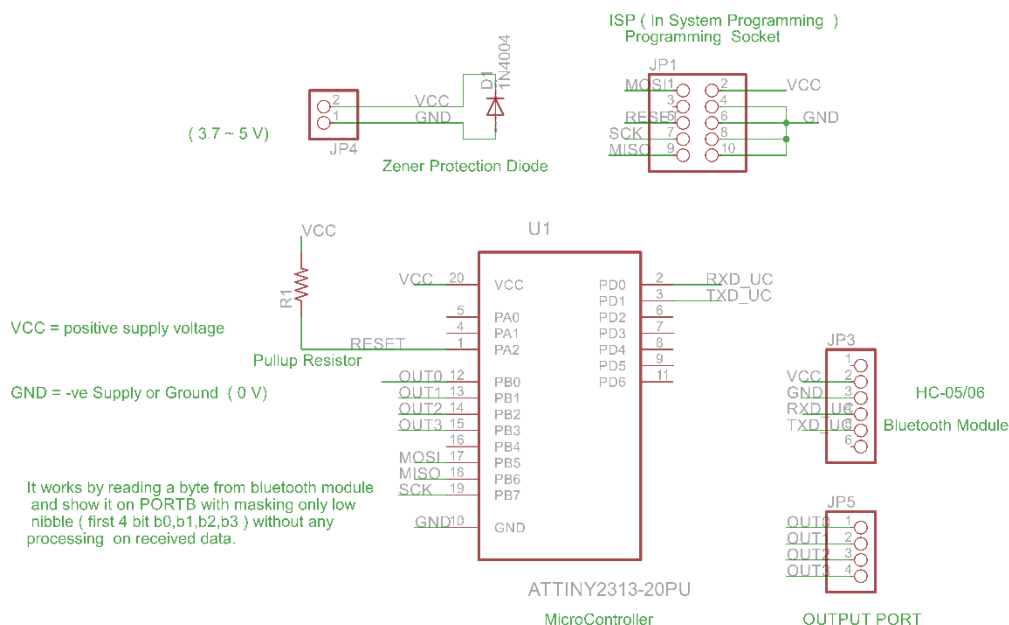 ISP ( In System Programming )
Programming Socket
JP1
MOSI 1 2 VCC
3 4
RESET 5 6 GND
SCK 7 8
MISO 9 10
D1
1N4004
VCC
GND
2
1
JP4
( 3.7 ~ 5 V)
Zener Protection Diode
U1
VCC
R1
RESET
Pullup Resistor
VCC = positive supply voltage
GND = -ve Supply or Ground ( 0 V)
It works by reading a byte from bluetooth module
and show it on PORTB with masking only low
nibble ( first 4 bit b0,b1,b2,b3 ) without any
processing on received data.
VCC 20 VCC
5 PA0
4 PA1
1 PA2
OUT0 12 PB0
OUT1 13 PB1
OUT2 14 PB2
OUT3 15 PB3
16 PB4
MOSI 17 PB5
MISO 18 PB6
SCK 19 PB7
GND 10 GND
PD0 2 RXD_UC
PD1 3 TXD_UC
PD2 6
PD3 7
PD4 8
PD5 9
PD6 11
ATTINY2313-20PU
MicroController
JP3
1
VCC 2
GND 3
RXD_UC 4
TXD_UC 5
6
HC-05/06
Bluetooth Module
JP5
OUT0 1
OUT1 2
OUT2 3
OUT3 4
OUTPUT PORT